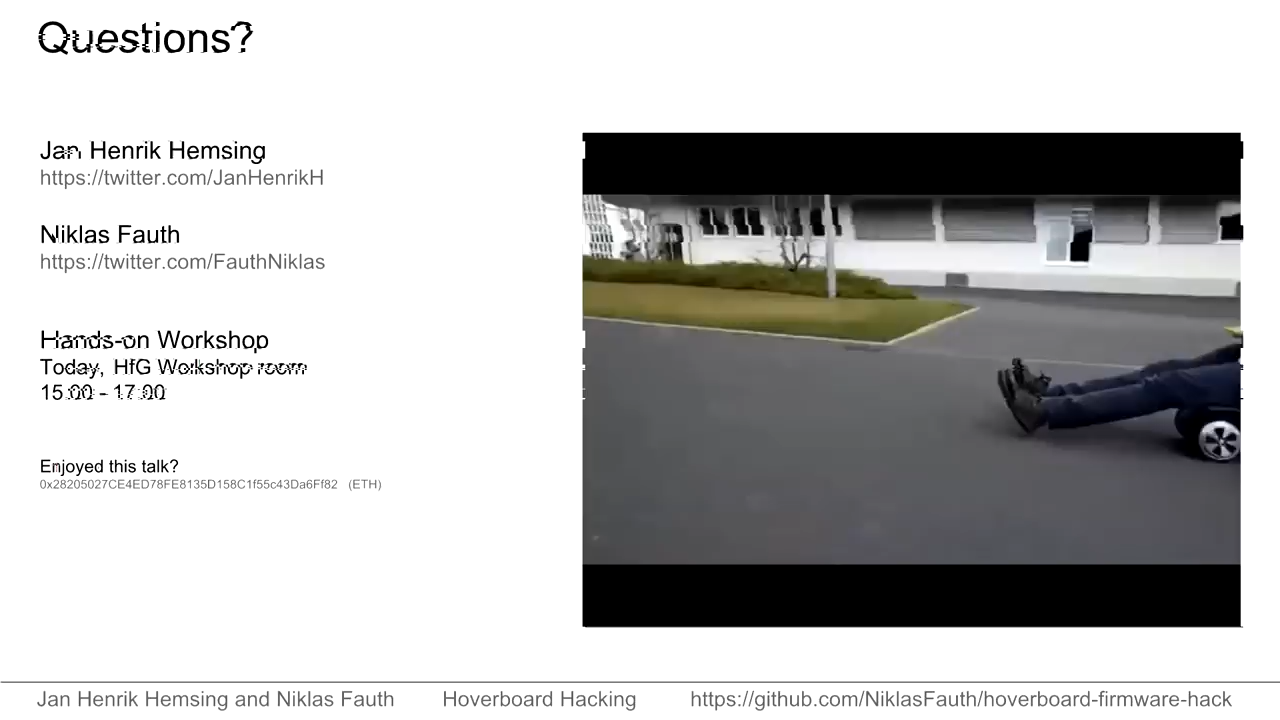 Questions?
Jan Henrik Hemsing
https://twitter.com/JanHenrikH
Niklas Fauth
https://twitter.com/FauthNiklas
Hands-on Workshop
Today, HfG Workshop room
15:00 - 17:00
Enjoyed this talk?
0x28205027CE4ED78FE8135D158C1f55c43Da6Ff82 (ETH)
Jan Henrik Hemsing and Niklas Fauth Hoverboard Hacking https://github.com/NiklasFauth/hoverboard-firmware-hack